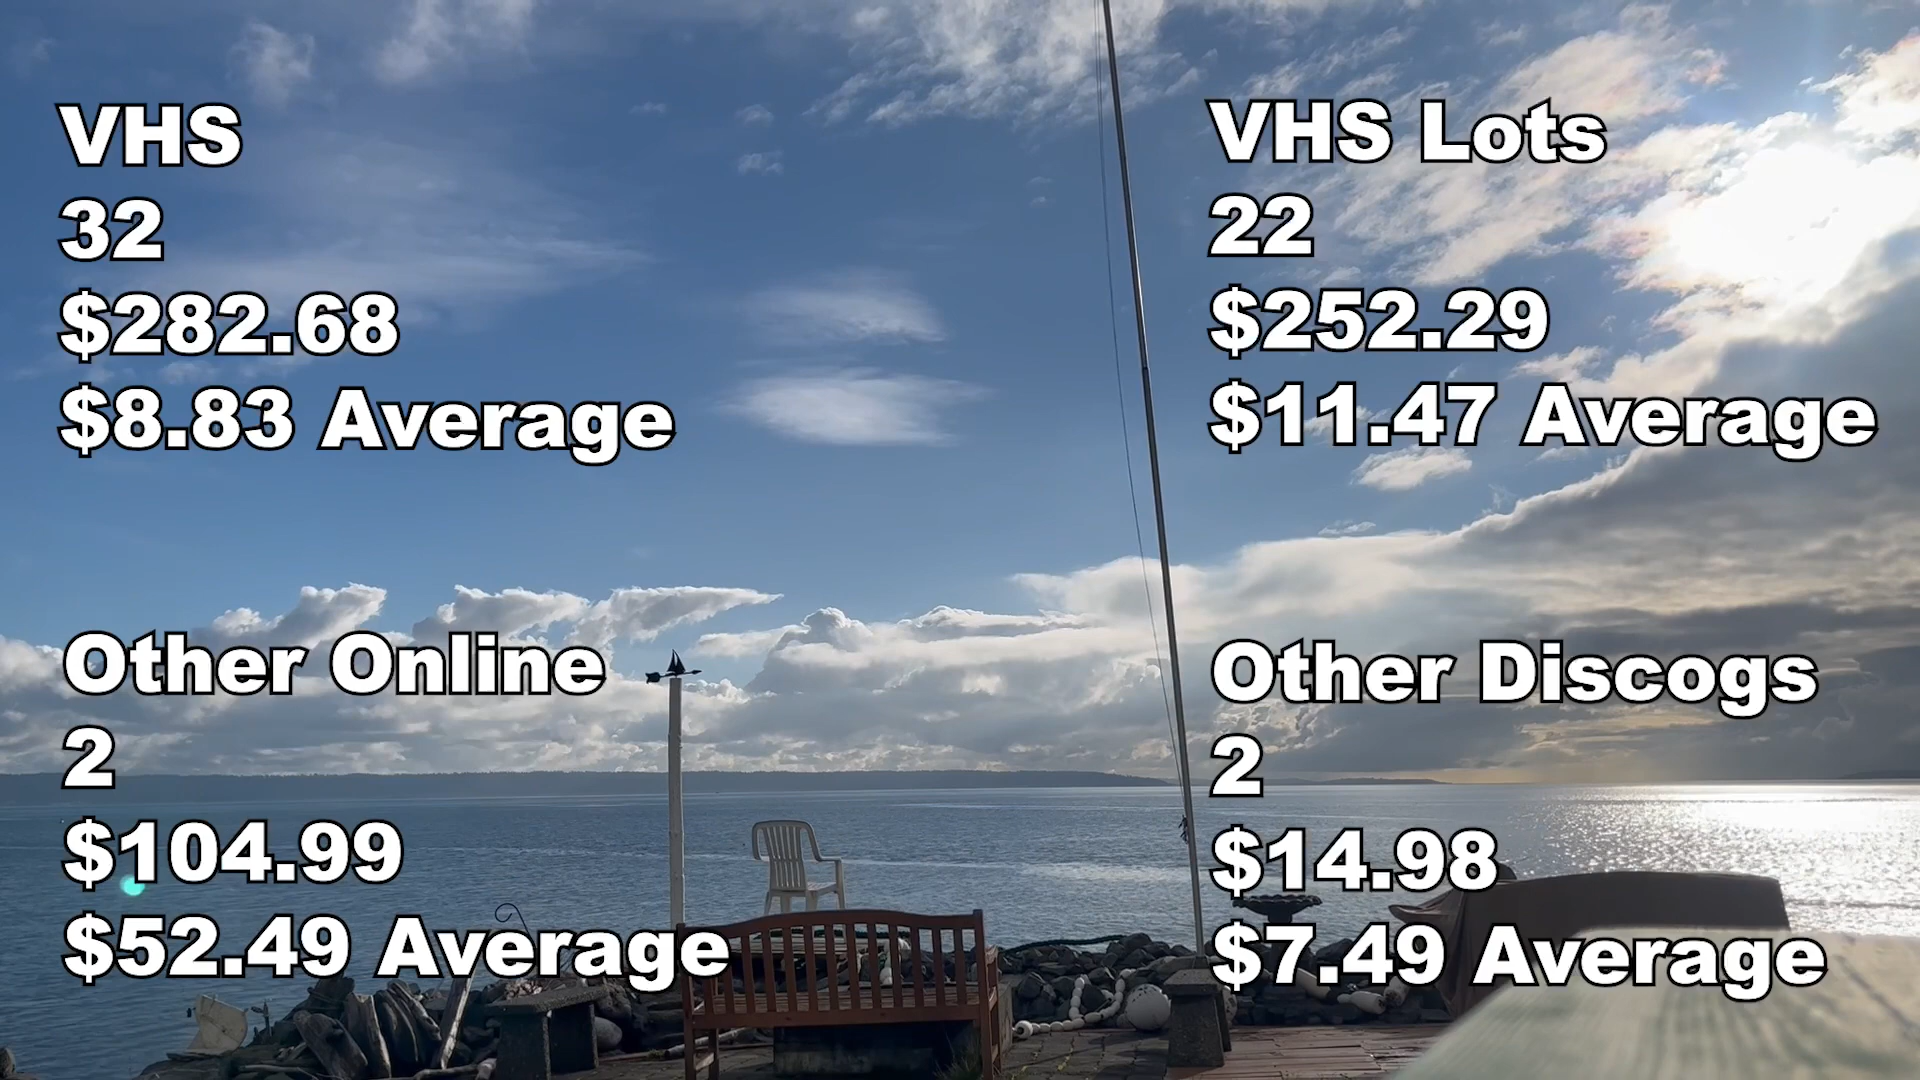 VHS
32
$282.68
$8.83 Average
VHS Lots
22
$252.29
$11.47 Average
Other Online
2
$104.99
$52.49 Average
Other Discogs
2
$14.98
$7.49 Average